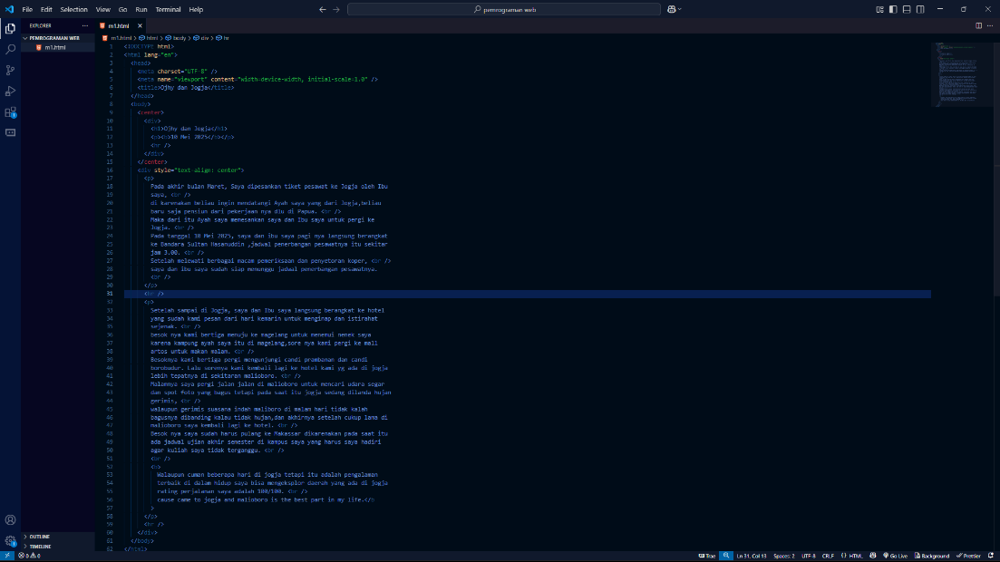 File Edit Selection View Go Run Terminal Help
pemrograman web
EXPLORER
PEMROGRAMAN WEB
m1.html
m1.html
m1.html > html > body > div > hr
1 <!DOCTYPE html>
2 <html lang="en">
3 <head>
4 <meta charset="UTF-8" />
5 <meta name="viewport" content="width=device-width, initial-scale=1.0" />
6 <title>Ojhy dan Jogja</title>
7 </head>
8 <body>
9 <center>
10 <div>
11 <h1>Ojhy dan Jogja</h1>
12 <p><b>10 Mei 2025</b></p>
13 <hr />
14 </div>
15 </center>
16 <div style="text-align: center">
17 <p>
18 Pada akhir bulan Maret, Saya dipesankan tiket pesawat ke Jogja oleh Ibu
19 saya, <br />
20 di karenakan beliau ingin mendatangi Ayah saya yang dari Jogja,beliau
21 baru saja pensiun dari pekerjaan nya dlu di Papua. <br />
22 Maka dari itu Ayah saya memesankan saya dan Ibu saya untuk pergi ke
23 Jogja. <br />
24 Pada tanggal 10 Mei 2025, saya dan ibu saya pagi nya langsung berangkat
25 ke Bandara Sultan Hasanuddin ,jadwal penerbangan pesawatnya itu sekitar
26 jam 3.00. <br />
27 Setelah melewati berbagai macam pemeriksaan dan penyetoran koper, <br />
28 saya dan ibu saya sudah siap menunggu jadwal penerbangan pesawatnya.
29 <br />
30 </p>
31 <hr />
32 <p>
33 Setelah sampai di Jogja, saya dan Ibu saya langsung berangkat ke hotel
34 yang sudah kami pesan dari hari kemarin untuk menginap dan istirahat
35 sejenak. <br />
36 besok nya kami bertiga menuju ke magelang untuk menemui nenek saya
37 karena kampung ayah saya itu di magelang,sore nya kami pergi ke mall
38 artos untuk makan malam. <br />
39 Besoknya kami bertiga pergi mengunjungi candi prambanan dan candi
40 borobudur. Lalu sorenya kami kembali lagi ke hotel kami yg ada di jogja
41 lebih tepatnya di sekitaran malioboro. <br />
42 Malamnya saya pergi jalan jalan di malioboro untuk mencari udara segar
43 dan spot foto yang bagus tetapi pada saat itu jogja sedang dilanda hujan
44 gerimis, <br />
45 walaupun gerimis suasana indah maliboro di malam hari tidak kalah
46 bagusnya dibanding kalau tidak hujan,dan akhirnya setelah cukup lama di
47 malioboro saya kembali lagi ke hotel. <br />
48 Besok nya saya sudah harus pulang ke Makassar dikarenakan pada saat itu
49 ada jadwal ujian akhir semester di kampus saya yang harus saya hadiri
50 agar kuliah saya tidak terganggu. <br />
51 <br />
52 <b>
53 Walaupun cuman beberapa hari di jogja tetapi itu adalah pengalaman
54 terbaik di dalam hidup saya bisa mengeksplor daerah yang ada di jogja
55 rating perjalanan saya adalah 100/100. <br />
56 cause came to jogja and malioboro is the best part in my life.</b
57 >
58 </p>
59 <hr />
60 </div>
61 </body>
62 </html>
OUTLINE
TIMELINE
0 0 Trae Ln 31, Col 13 Spaces: 2 UTF-8 CRLF HTML Go Live Background Prettier